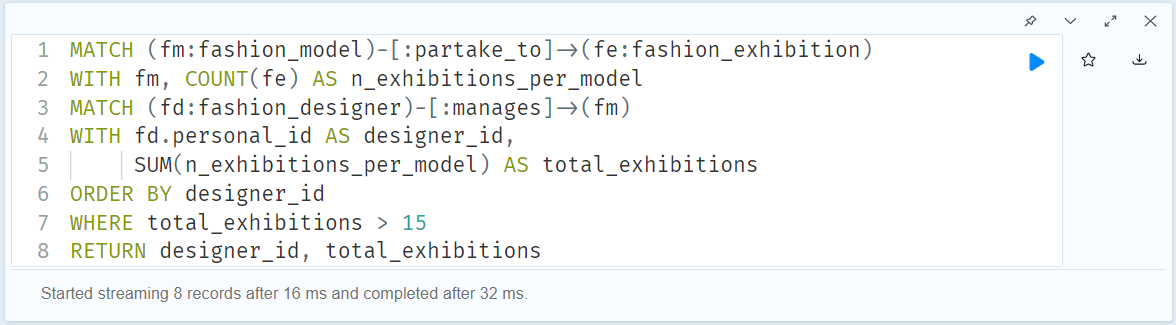 1 MATCH (fm:fashion_model)-[:partake_to]->(fe:fashion_exhibition)
2 WITH fm, COUNT(fe) AS n_exhibitions_per_model
3 MATCH (fd:fashion_designer)-[:manages]->(fm)
4 WITH fd.personal_id AS designer_id,
5 SUM(n_exhibitions_per_model) AS total_exhibitions
6 ORDER BY designer_id
7 WHERE total_exhibitions > 15
8 RETURN designer_id, total_exhibitions
Started streaming 8 records after 16 ms and completed after 32 ms.